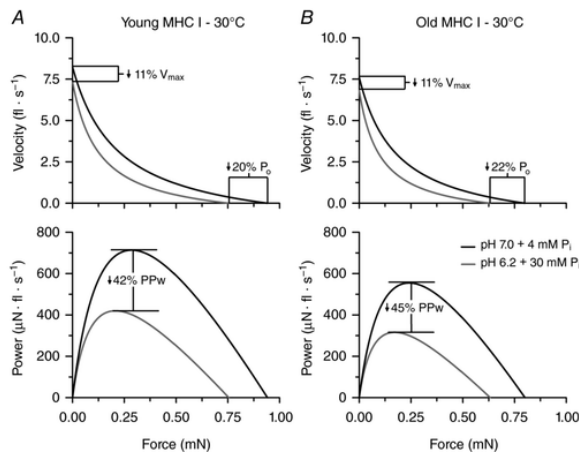 A
Young MHC I - 30°C
B
Old MHC I - 30°C
Velocity (fl · s⁻¹)
10.0
7.5
5.0
2.5
0.0
↓ 11% Vmax
↓20% Po
Velocity (fl · s⁻¹)
10.0
7.5
5.0
2.5
0.0
↓ 11% Vmax
↓22% Po
Power (µN · fl · s⁻¹)
800
600
400
200
0
↓42% PPw
0.00 0.25 0.50 0.75 1.00
Force (mN)
Power (µN · fl · s⁻¹)
800
600
400
200
0
↓45% PPw
pH 7.0 + 4 mM Pi
pH 6.2 + 30 mM Pi
0.00 0.25 0.50 0.75 1.00
Force (mN)